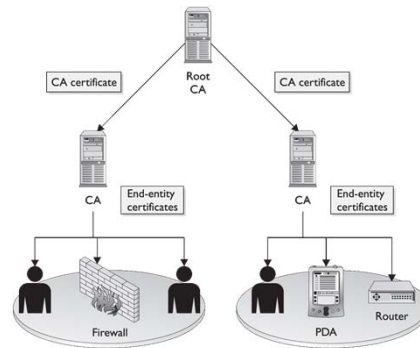 Root
CA
CA certificate
CA certificate
CA
End-entity
certificates
CA
End-entity
certificates
Firewall
PDA
Router